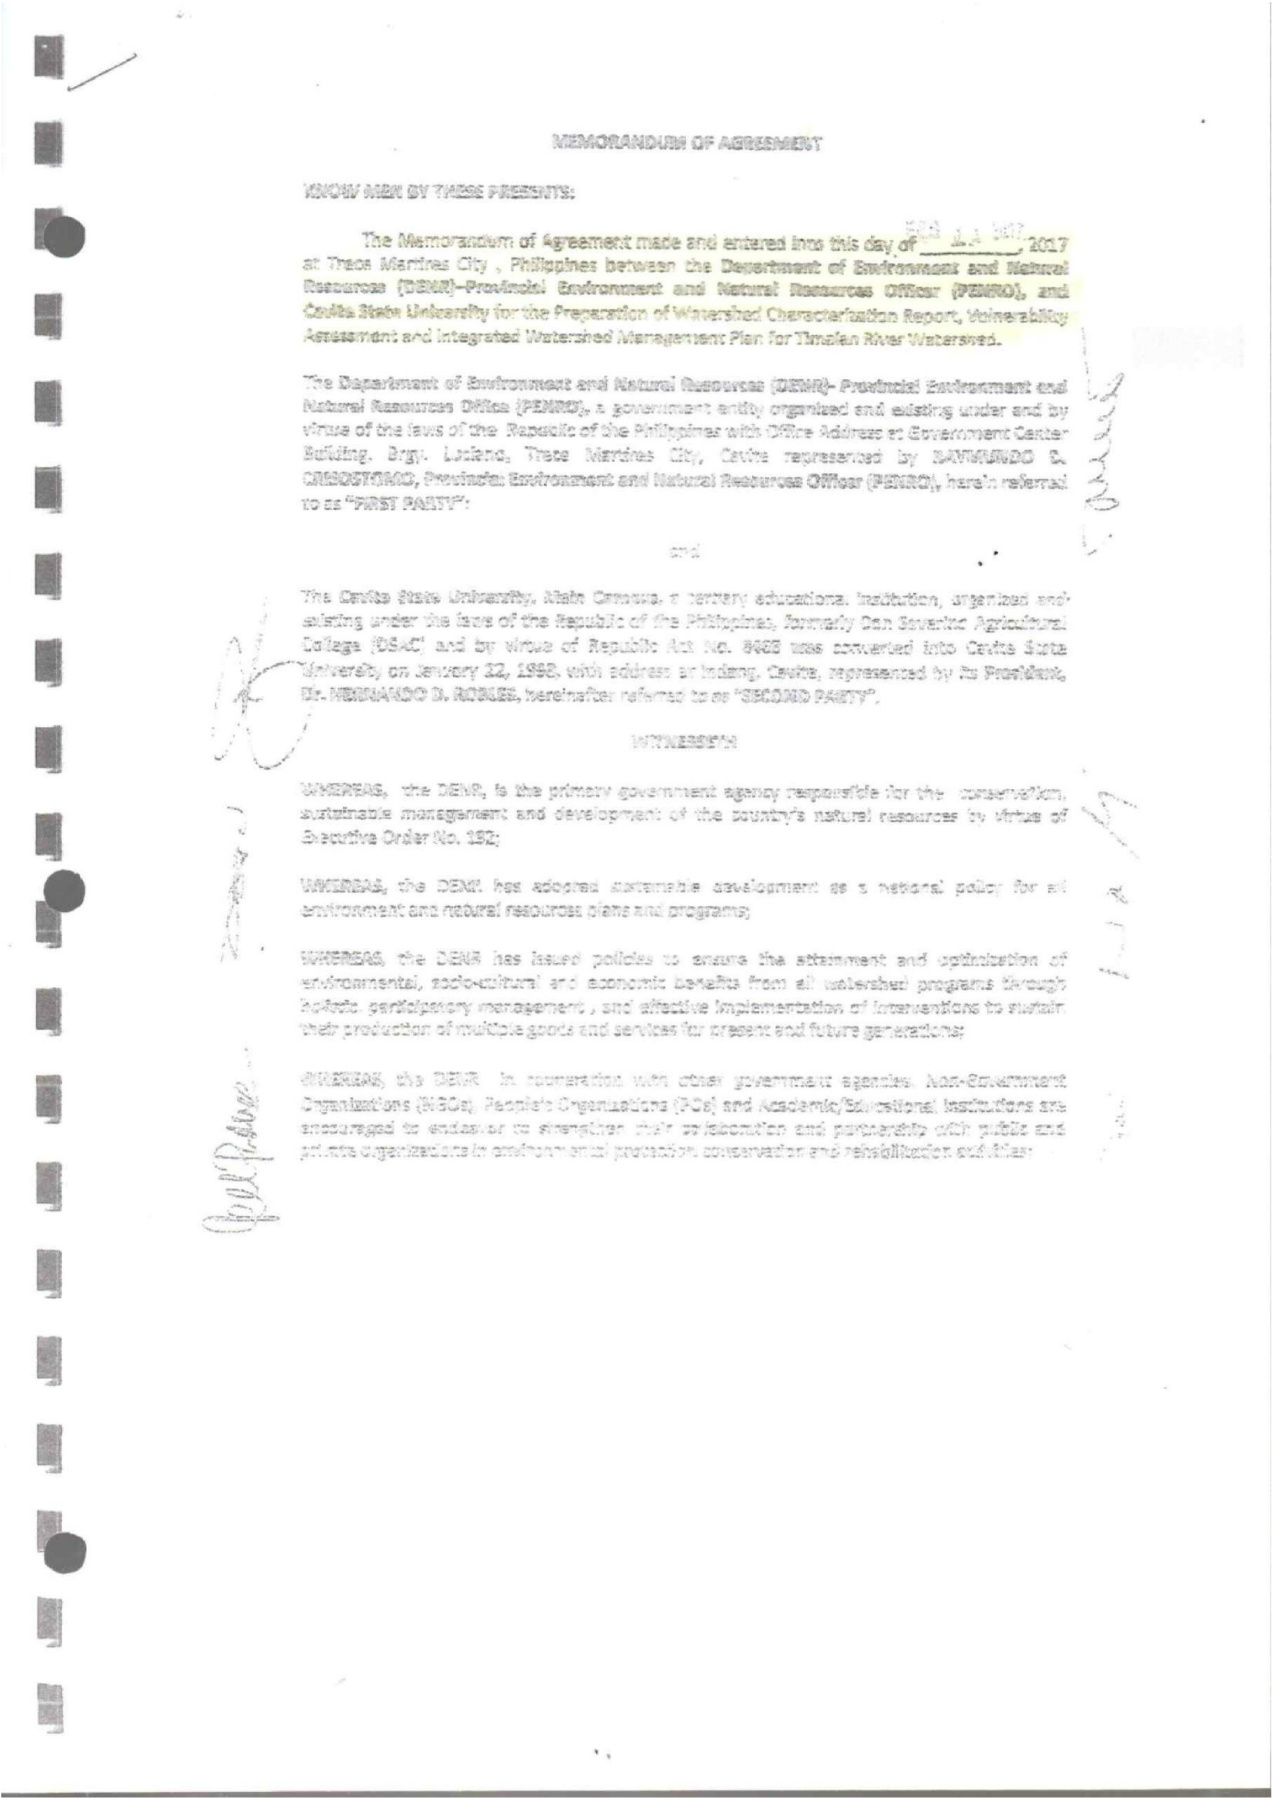 MEMORANDUM OF AGREEMENT
KNOW MEN BY THESE PRESENTS:
The Memorandum of Agreement made and entered into this day of 2017
at Trece Martires City , Philippines between the Department of Environment and Natural
Resources (DENR)-Provincial Environment and Natural Resources Officer (PENRO), and
Cavite State University for the Preparation of Watershed Characterization Report, Vulnerability
Assessment and Integrated Watershed Management Plan for Timalan River Watershed.
The Department of Environment and Natural Resources (DENR)- Provincial Environment and
Natural Resources Office (PENRO), a government entity organized and existing under and by
virtue of the laws of the Republic of the Philippines with Office Address at Government Center
Building, Brgy. Luciano, Trece Martires City, Cavite represented by RAYMUNDO
CRISOSTOMO, Provincial Environment and Natural Resources Officer (PENRO), herein referred
to as "FIRST PARTY":
and
The Cavite State University, Main Campus, a tertiary educational institution, organized and
existing under the laws of the Republic of the Philippines, formerly Don Severino Agricultural
College (DSAC) and by virtue of Republic Act No. was converted into Cavite State
University on January 22, 1998, with address at Indang, Cavite, represented by its President,
Dr. HERNANDO D. ROBLES, hereinafter referred to as "SECOND PARTY".
WITNESSETH
WHEREAS, the DENR, is the primary government agency responsible for the conservation,
sustainable management and development of the country's natural resources by virtue of
Executive Order No. 192;
WHEREAS, the DENR has adopted sustainable development as a national policy for all
environment and natural resources plans and programs;
WHEREAS, the DENR has issued policies to ensure the attainment and optimization of
environmental, socio-cultural and economic benefits from all watershed programs through
holistic participatory management , and effective implementation of interventions to sustain
their production of multiple goods and services for present and future generations;
WHEREAS, the DENR in cooperation with other government agencies, Non-Government
Organizations (NGOs), People's Organizations (POs) and Academic/Educational Institutions are
encouraged to endeavor to strengthen their collaboration and partnership with public and
private organizations in environmental protection conservation and rehabilitation activities;